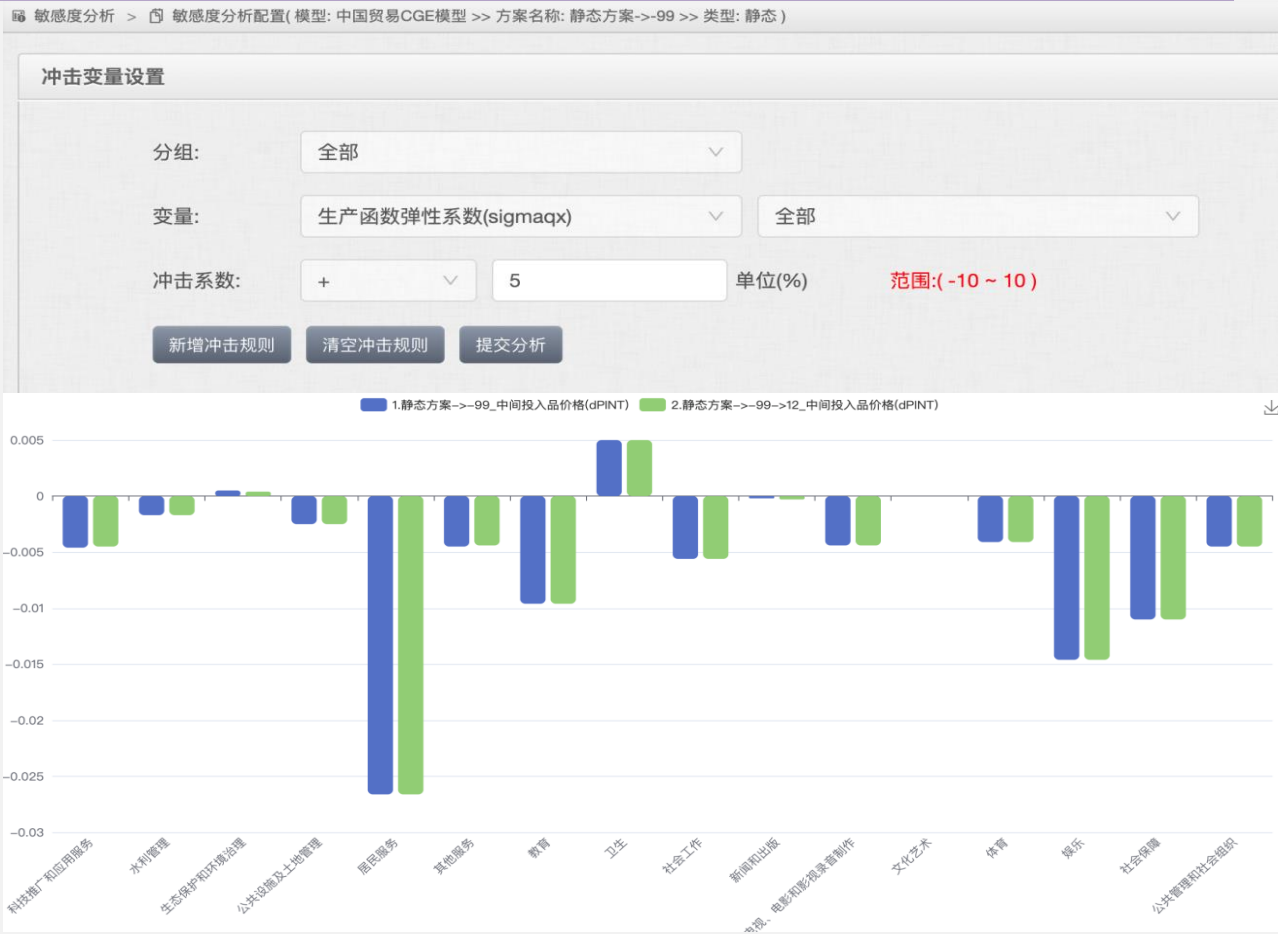 敏感度分析 > 敏感度分析配置( 模型: 中国贸易CGE模型 >> 方案名称: 静态方案->-99 >> 类型: 静态 )
冲击变量设置
分组: 全部
变量: 生产函数弹性系数(sigmaqx) 全部
冲击系数: + 5 单位(%) 范围:( -10 ~ 10 )
新增冲击规则 清空冲击规则 提交分析
1.静态方案->-99_中间投入品价格(dPINT) 2.静态方案->-99->12_中间投入品价格(dPINT)
0.005
0
-0.005
-0.01
-0.015
-0.02
-0.025
-0.03
科技推广和应用服务
水利管理
生态保护和环境治理
公共设施及土地管理
居民服务
其他服务
教育
卫生
社会工作
新闻和出版
视、电影和影视录音制作
文化艺术
体育
娱乐
社会保障
公共管理和社会组织